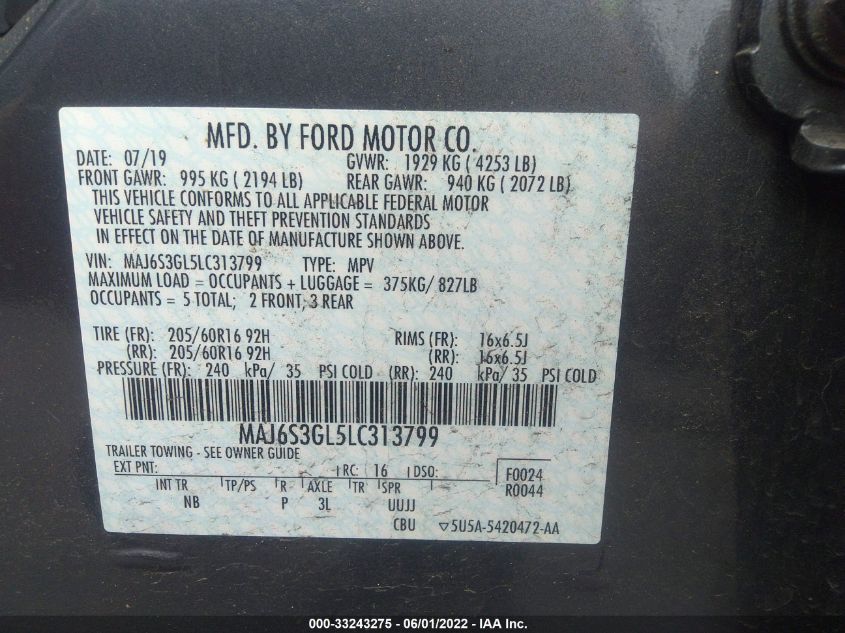 MFD. BY FORD MOTOR CO.
DATE: 07/19 GVWR: 1929 KG ( 4253 LB)
FRONT GAWR: 995 KG ( 2194 LB) REAR GAWR: 940 KG ( 2072 LB)
THIS VEHICLE CONFORMS TO ALL APPLICABLE FEDERAL MOTOR
VEHICLE SAFETY AND THEFT PREVENTION STANDARDS
IN EFFECT ON THE DATE OF MANUFACTURE SHOWN ABOVE.
VIN: MAJ6S3GL5LC313799 TYPE: MPV
MAXIMUM LOAD = OCCUPANTS + LUGGAGE = 375KG/ 827LB
OCCUPANTS = 5 TOTAL; 2 FRONT; 3 REAR
TIRE (FR): 205/60R16 92H RIMS (FR): 16x6.5J
(RR): 205/60R16 92H (RR): 16x6.5J
PRESSURE (FR): 240 kPa/ 35 PSI COLD (RR): 240 kPa/ 35 PSI COLD
MAJ6S3GL5LC313799
TRAILER TOWING - SEE OWNER GUIDE
EXT PNT: RC: 16 DSO: F0024
R0044
INT TR TP/PS R AXLE TR SPR
NB P 3L UUJJ
CBU ▽5U5A-5420472-AA
000-33243275 - 06/01/2022 - IAA Inc.